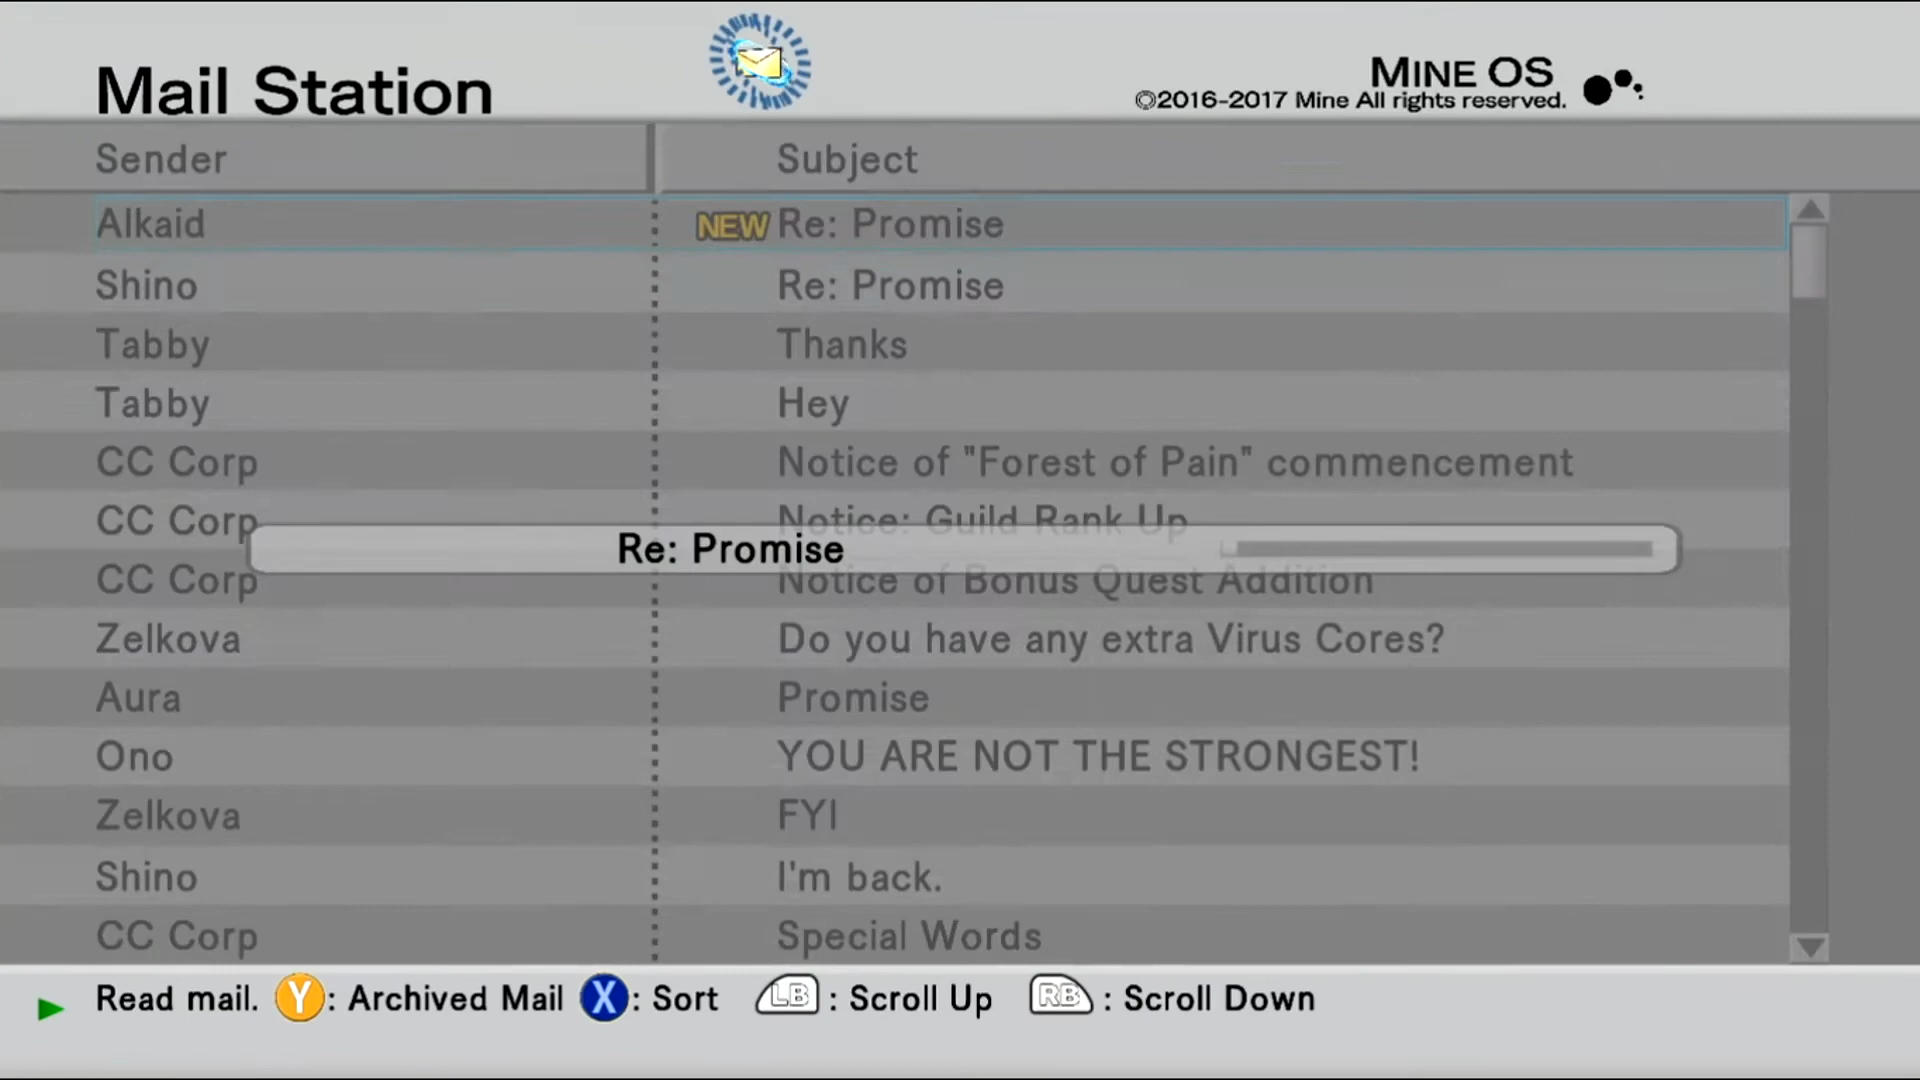 Mail Station
MINE OS
©2016-2017 Mine All rights reserved.
Sender Subject
Alkaid NEW Re: Promise
Shino Re: Promise
Tabby Thanks
Tabby Hey
CC Corp Notice of "Forest of Pain" commencement
CC Corp Notice: Guild Rank Up
Re: Promise
CC Corp Notice of Bonus Quest Addition
Zelkova Do you have any extra Virus Cores?
Aura Promise
Ono YOU ARE NOT THE STRONGEST!
Zelkova FYI
Shino I'm back.
CC Corp Special Words
Read mail. Y: Archived Mail X: Sort LB: Scroll Up RB: Scroll Down